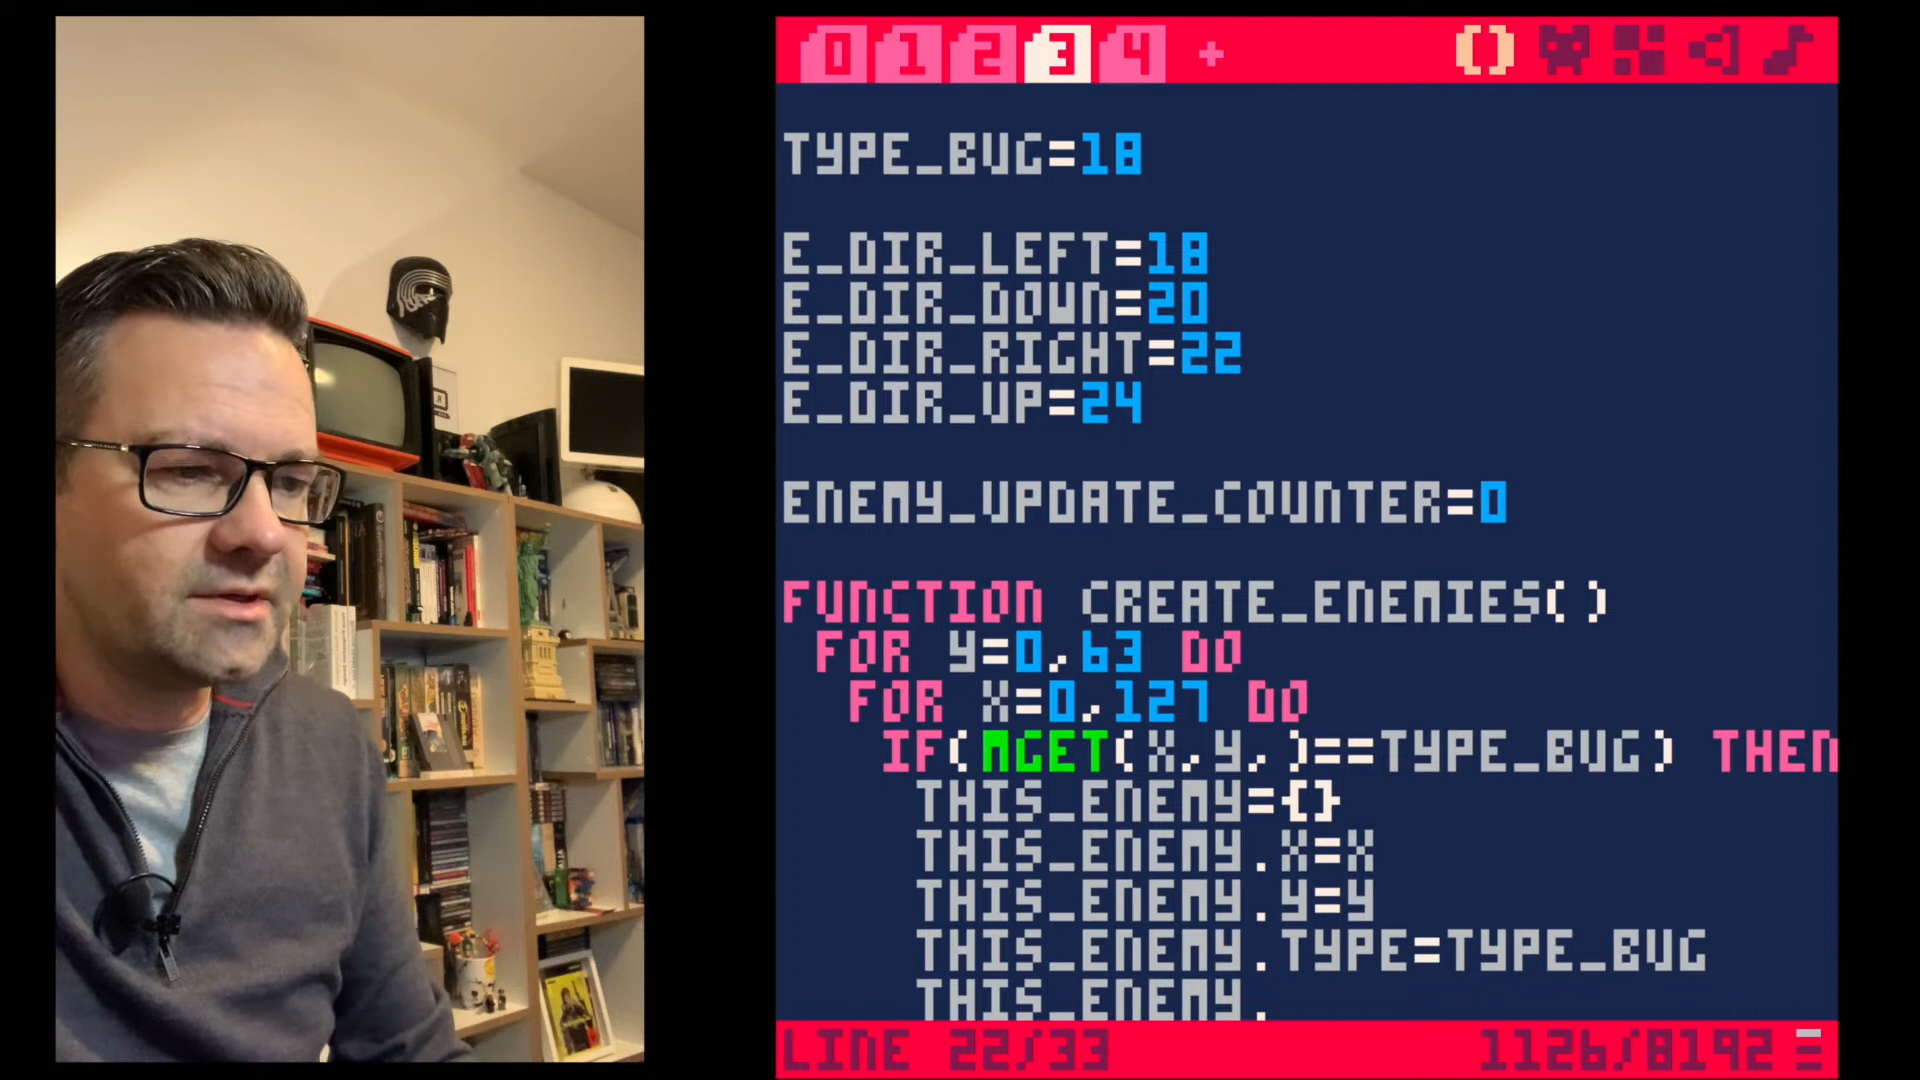 0 1 2 3 4 +
TYPE_BUG=18
E_DIR_LEFT=18
E_DIR_DOWN=20
E_DIR_RIGHT=22
E_DIR_UP=24
ENEMY_UPDATE_COUNTER=0
FUNCTION CREATE_ENEMIES()
FOR Y=0,63 DO
FOR X=0,127 DO
IF(MGET(X,Y,)==TYPE_BUG) THEN
THIS_ENEMY={}
THIS_ENEMY.X=X
THIS_ENEMY.Y=Y
THIS_ENEMY.TYPE=TYPE_BUG
THIS_ENEMY.
LINE 22/33
1126/8192